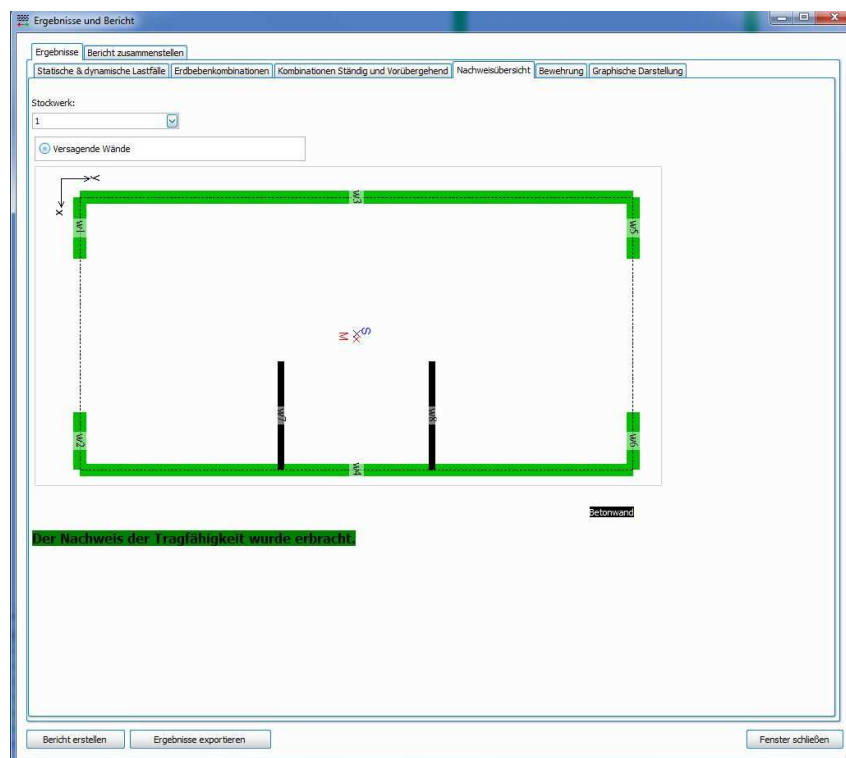 Ergebnisse und Bericht
Ergebnisse Bericht zusammenstellen
Statische & dynamische Lastfälle Erdbebenkombinationen Kombinationen Ständig und Vorübergehend Nachweisübersicht Bewehrung Graphische Darstellung
Stockwerk:
1
Versagende Wände
Y
X
w3
w1
w5
S
M
w7
w8
w2
w6
w4
Betonwand
Der Nachweis der Tragfähigkeit wurde erbracht.
Bericht erstellen Ergebnisse exportieren Fenster schließen